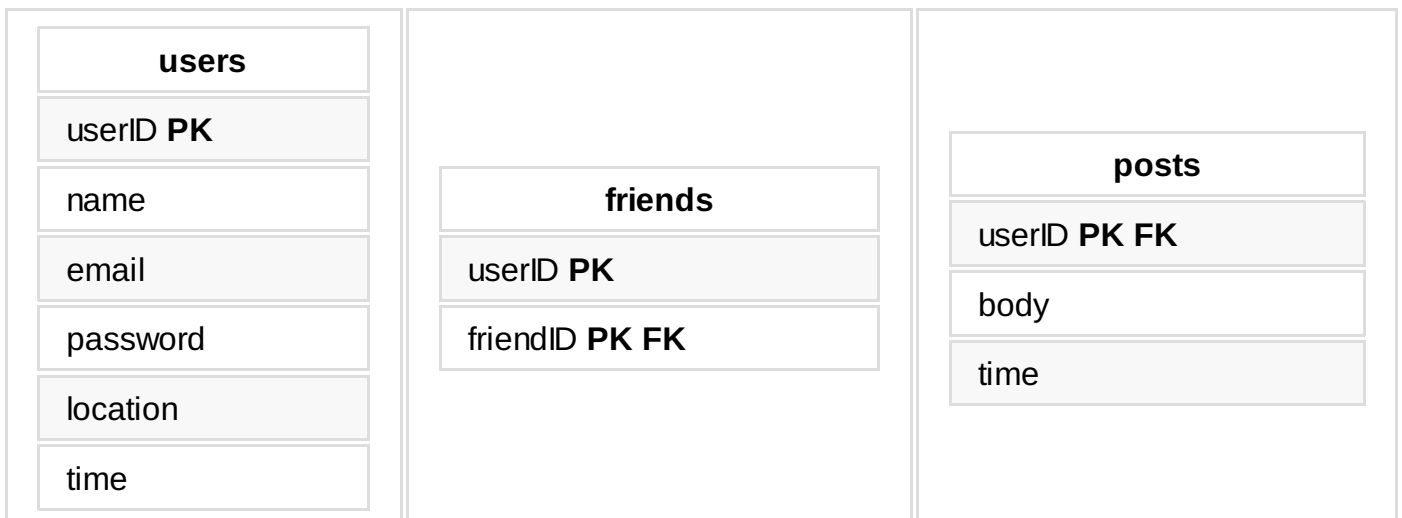 users
userID PK
name
email
password
location
time
friends
userID PK
friendID PK FK
posts
userID PK FK
body
time